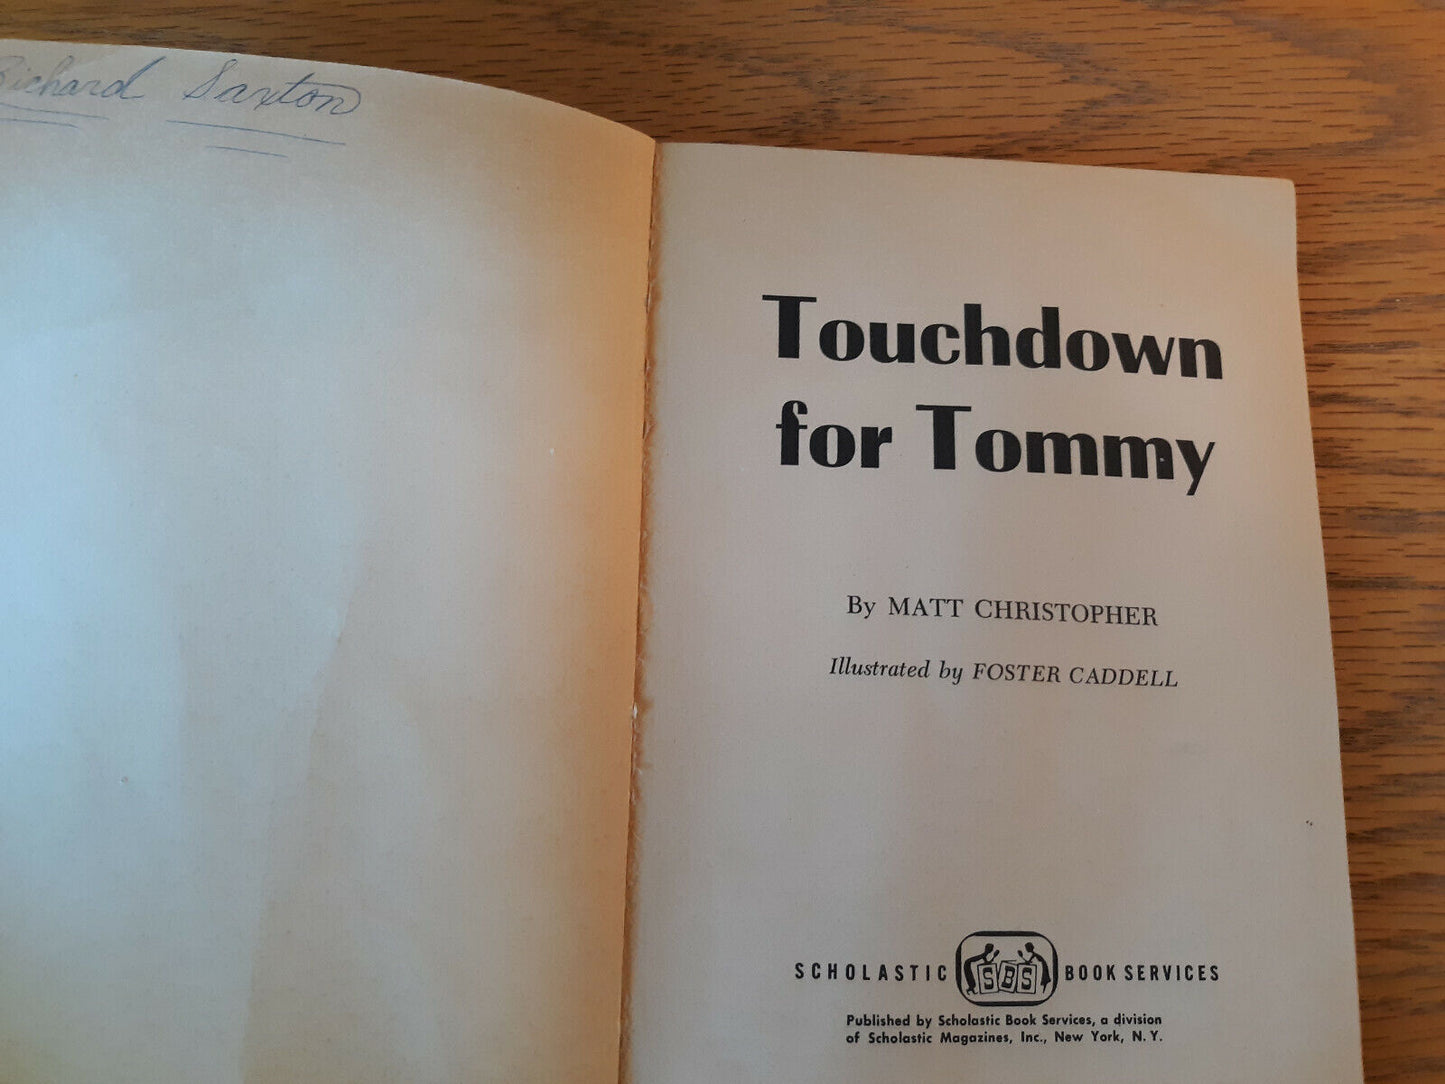 Richard Saxton
Touchdown
for Tommy
By MATT CHRISTOPHER
Illustrated by FOSTER CADDELL
SCHOLASTIC SBS BOOK SERVICES
Published by Scholastic Book Services, a division
of Scholastic Magazines, Inc., New York, N. Y.